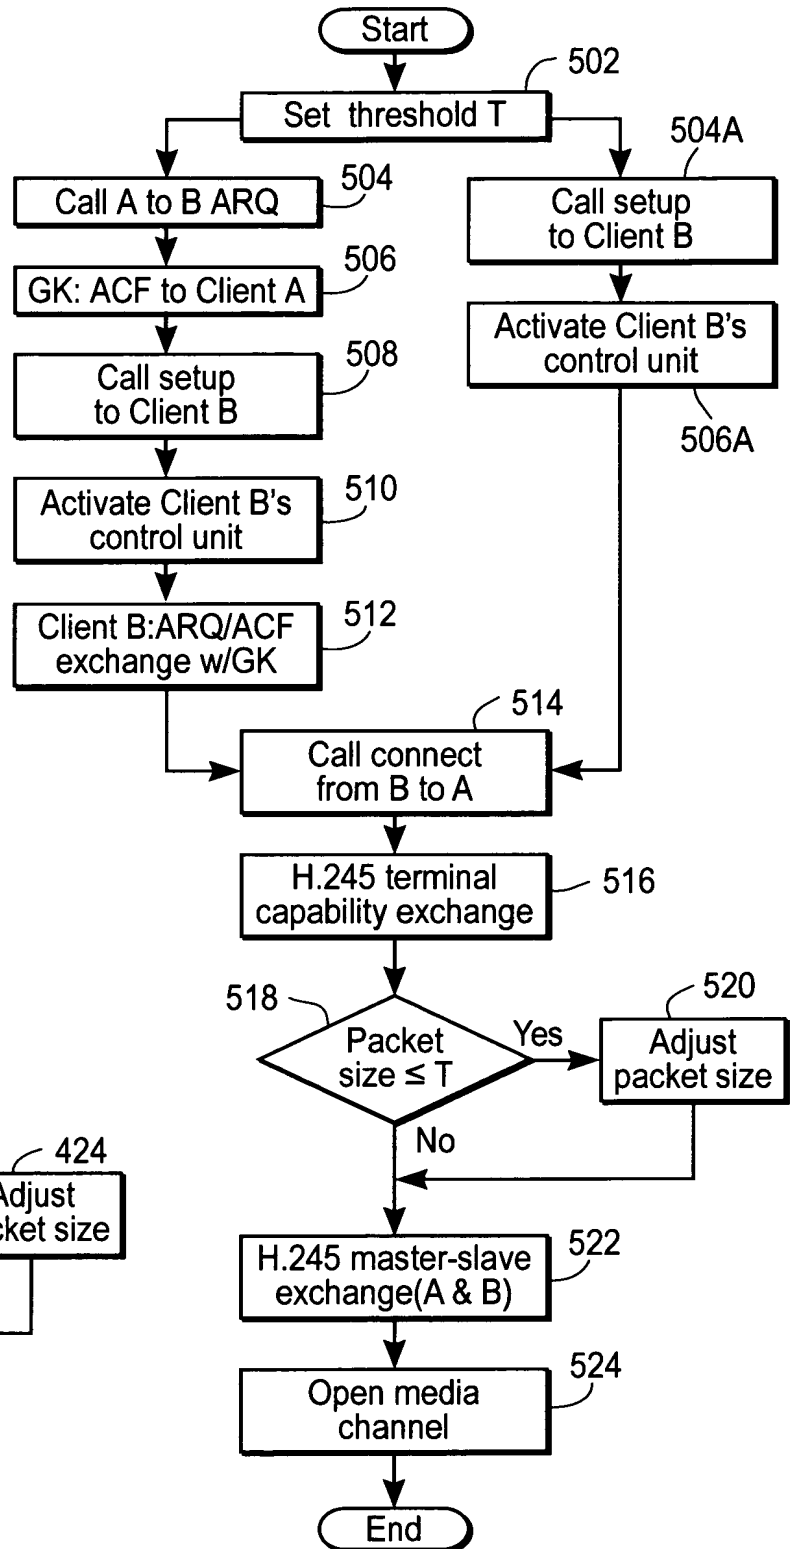 Start
502
Set threshold T
504A
504
Call A to B ARQ
Call setup
to Client B
506
GK: ACF to Client A
Activate Client B's
control unit
506A
508
Call setup
to Client B
510
Activate Client B's
control unit
512
Client B:ARQ/ACF
exchange w/GK
514
Call connect
from B to A
H.245 terminal
capability exchange
516
518
Packet
size ≤ T
Yes
520
Adjust
packet size
No
424
Adjust
cket size
H.245 master-slave
exchange(A & B)
522
Open media
channel
524
End